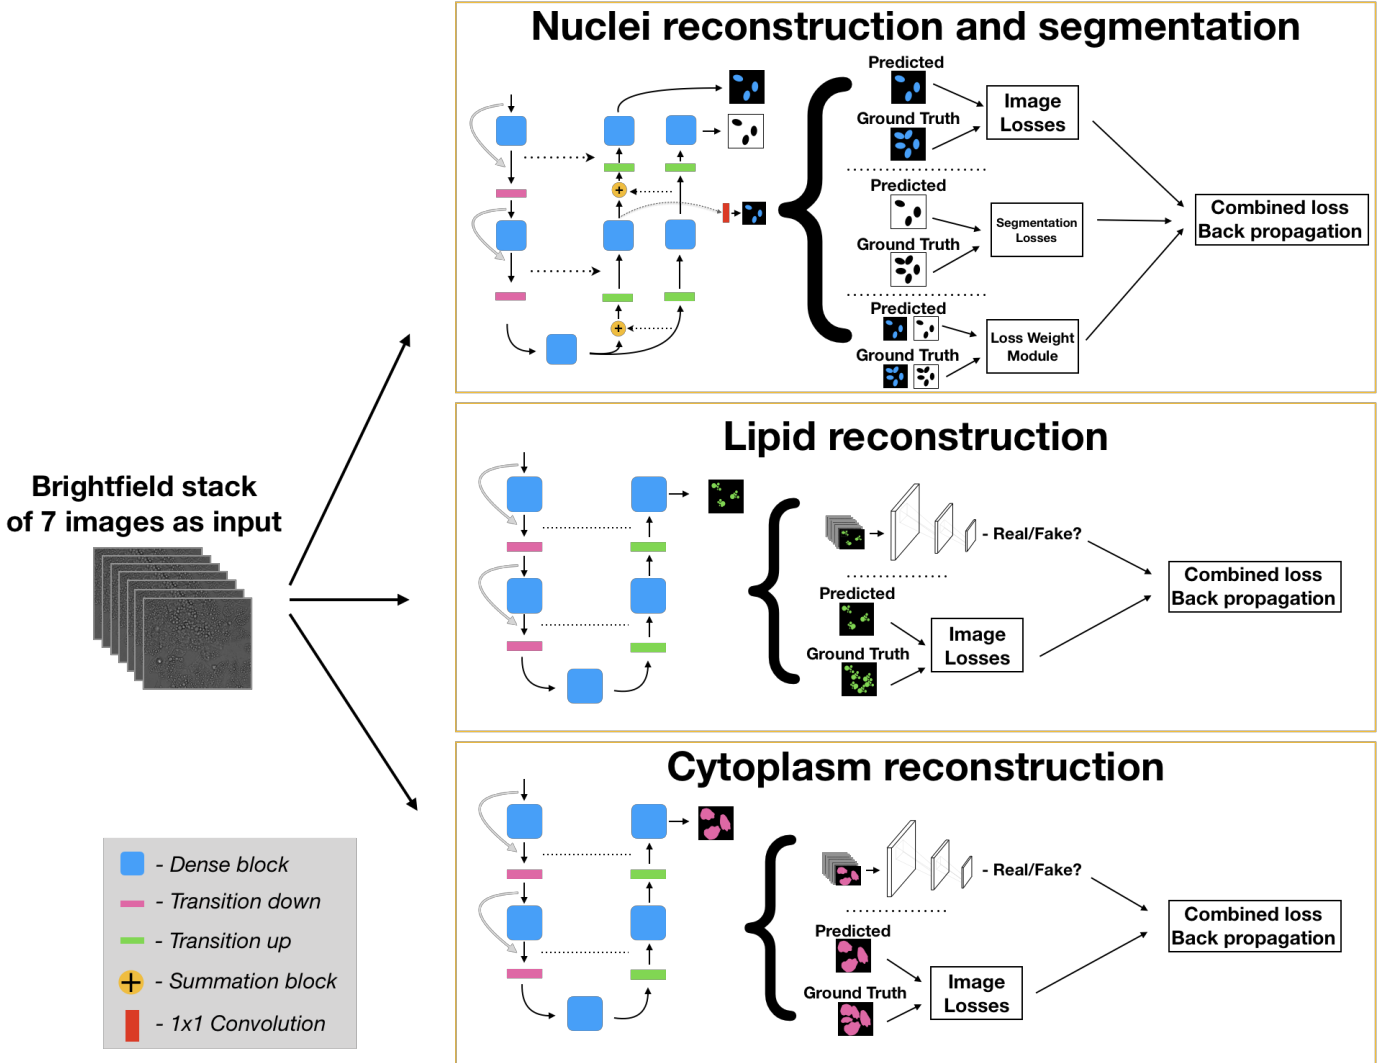 Nuclei reconstruction and segmentation
Predicted
Ground Truth
Image
Losses
Predicted
Ground Truth
Segmentation
Losses
Predicted
Ground Truth
Loss Weight
Module
Combined loss
Back propagation
Brightfield stack
of 7 images as input
Lipid reconstruction
- Real/Fake?
Predicted
Ground Truth
Image
Losses
Combined loss
Back propagation
Cytoplasm reconstruction
- Real/Fake?
Predicted
Ground Truth
Image
Losses
Combined loss
Back propagation
- Dense block
- Transition down
- Transition up
- Summation block
- 1x1 Convolution